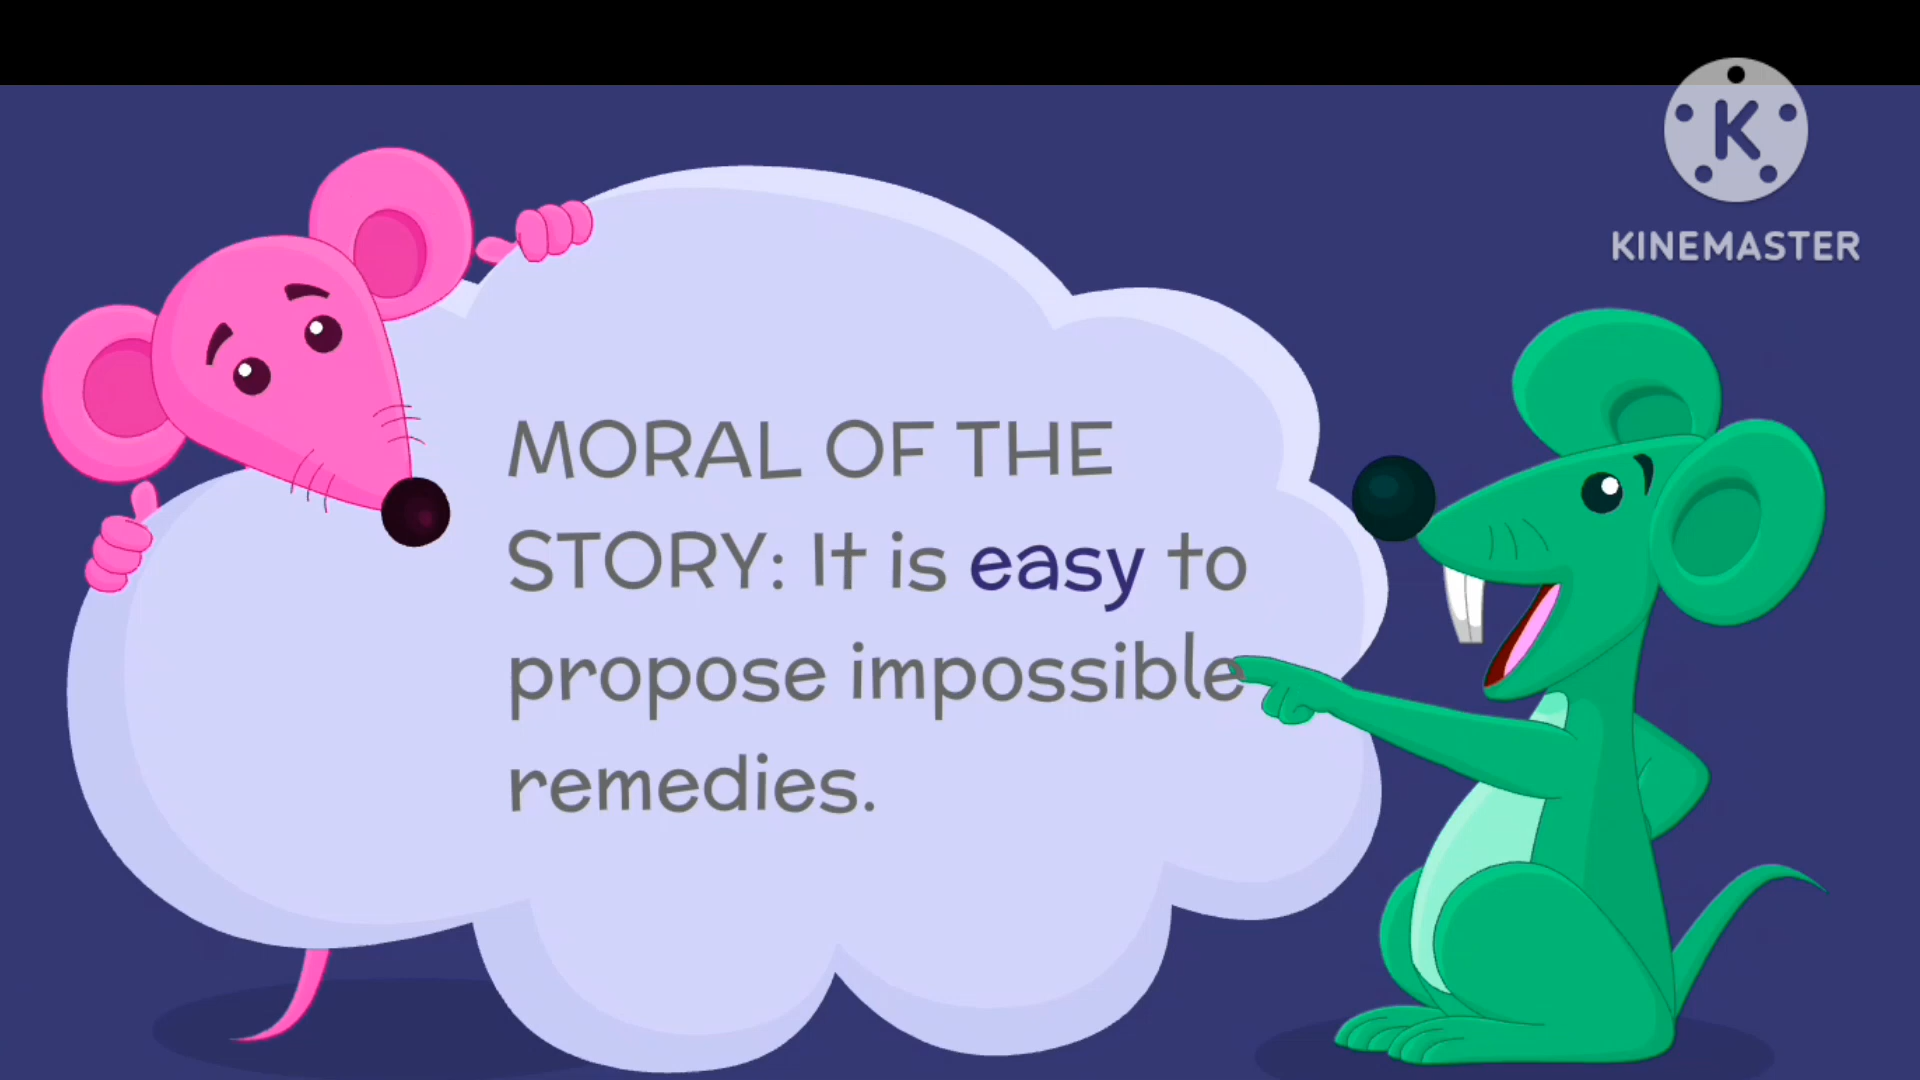 K
KINEMASTER
MORAL OF THE
STORY: It is easy to
propose impossible
remedies.